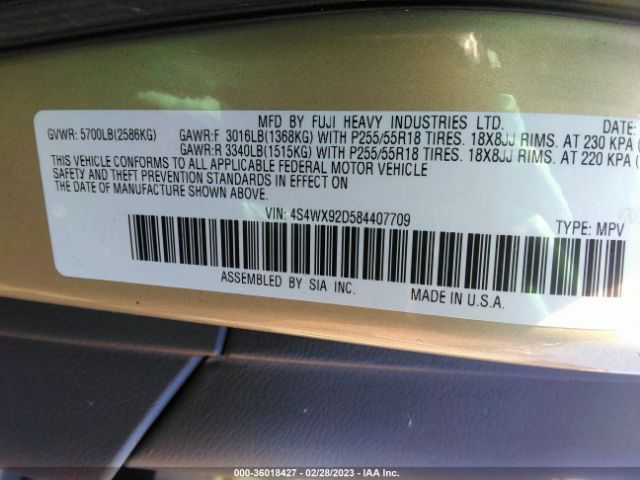 MFD BY FUJI HEAVY INDUSTRIES LTD. DATE:
GVWR: 5700LB(2586KG) GAWR:F 3016LB(1368KG) WITH P255/55R18 TIRES. 18X8JJ RIMS. AT 230 KPA (
GAWR:R 3340LB(1515KG) WITH P255/55R18 TIRES. 18X8JJ RIMS. AT 220 KPA (
THIS VEHICLE CONFORMS TO ALL APPLICABLE FEDERAL MOTOR VEHICLE
SAFETY AND THEFT PREVENTION STANDARDS IN EFFECT ON
THE DATE OF MANUFACTURE SHOWN ABOVE.
VIN: 4S4WX92D584407709
TYPE: MPV
ASSEMBLED BY SIA INC. MADE IN U.S.A.
© - 36018427 - 02/28/2023 - IAA Inc.